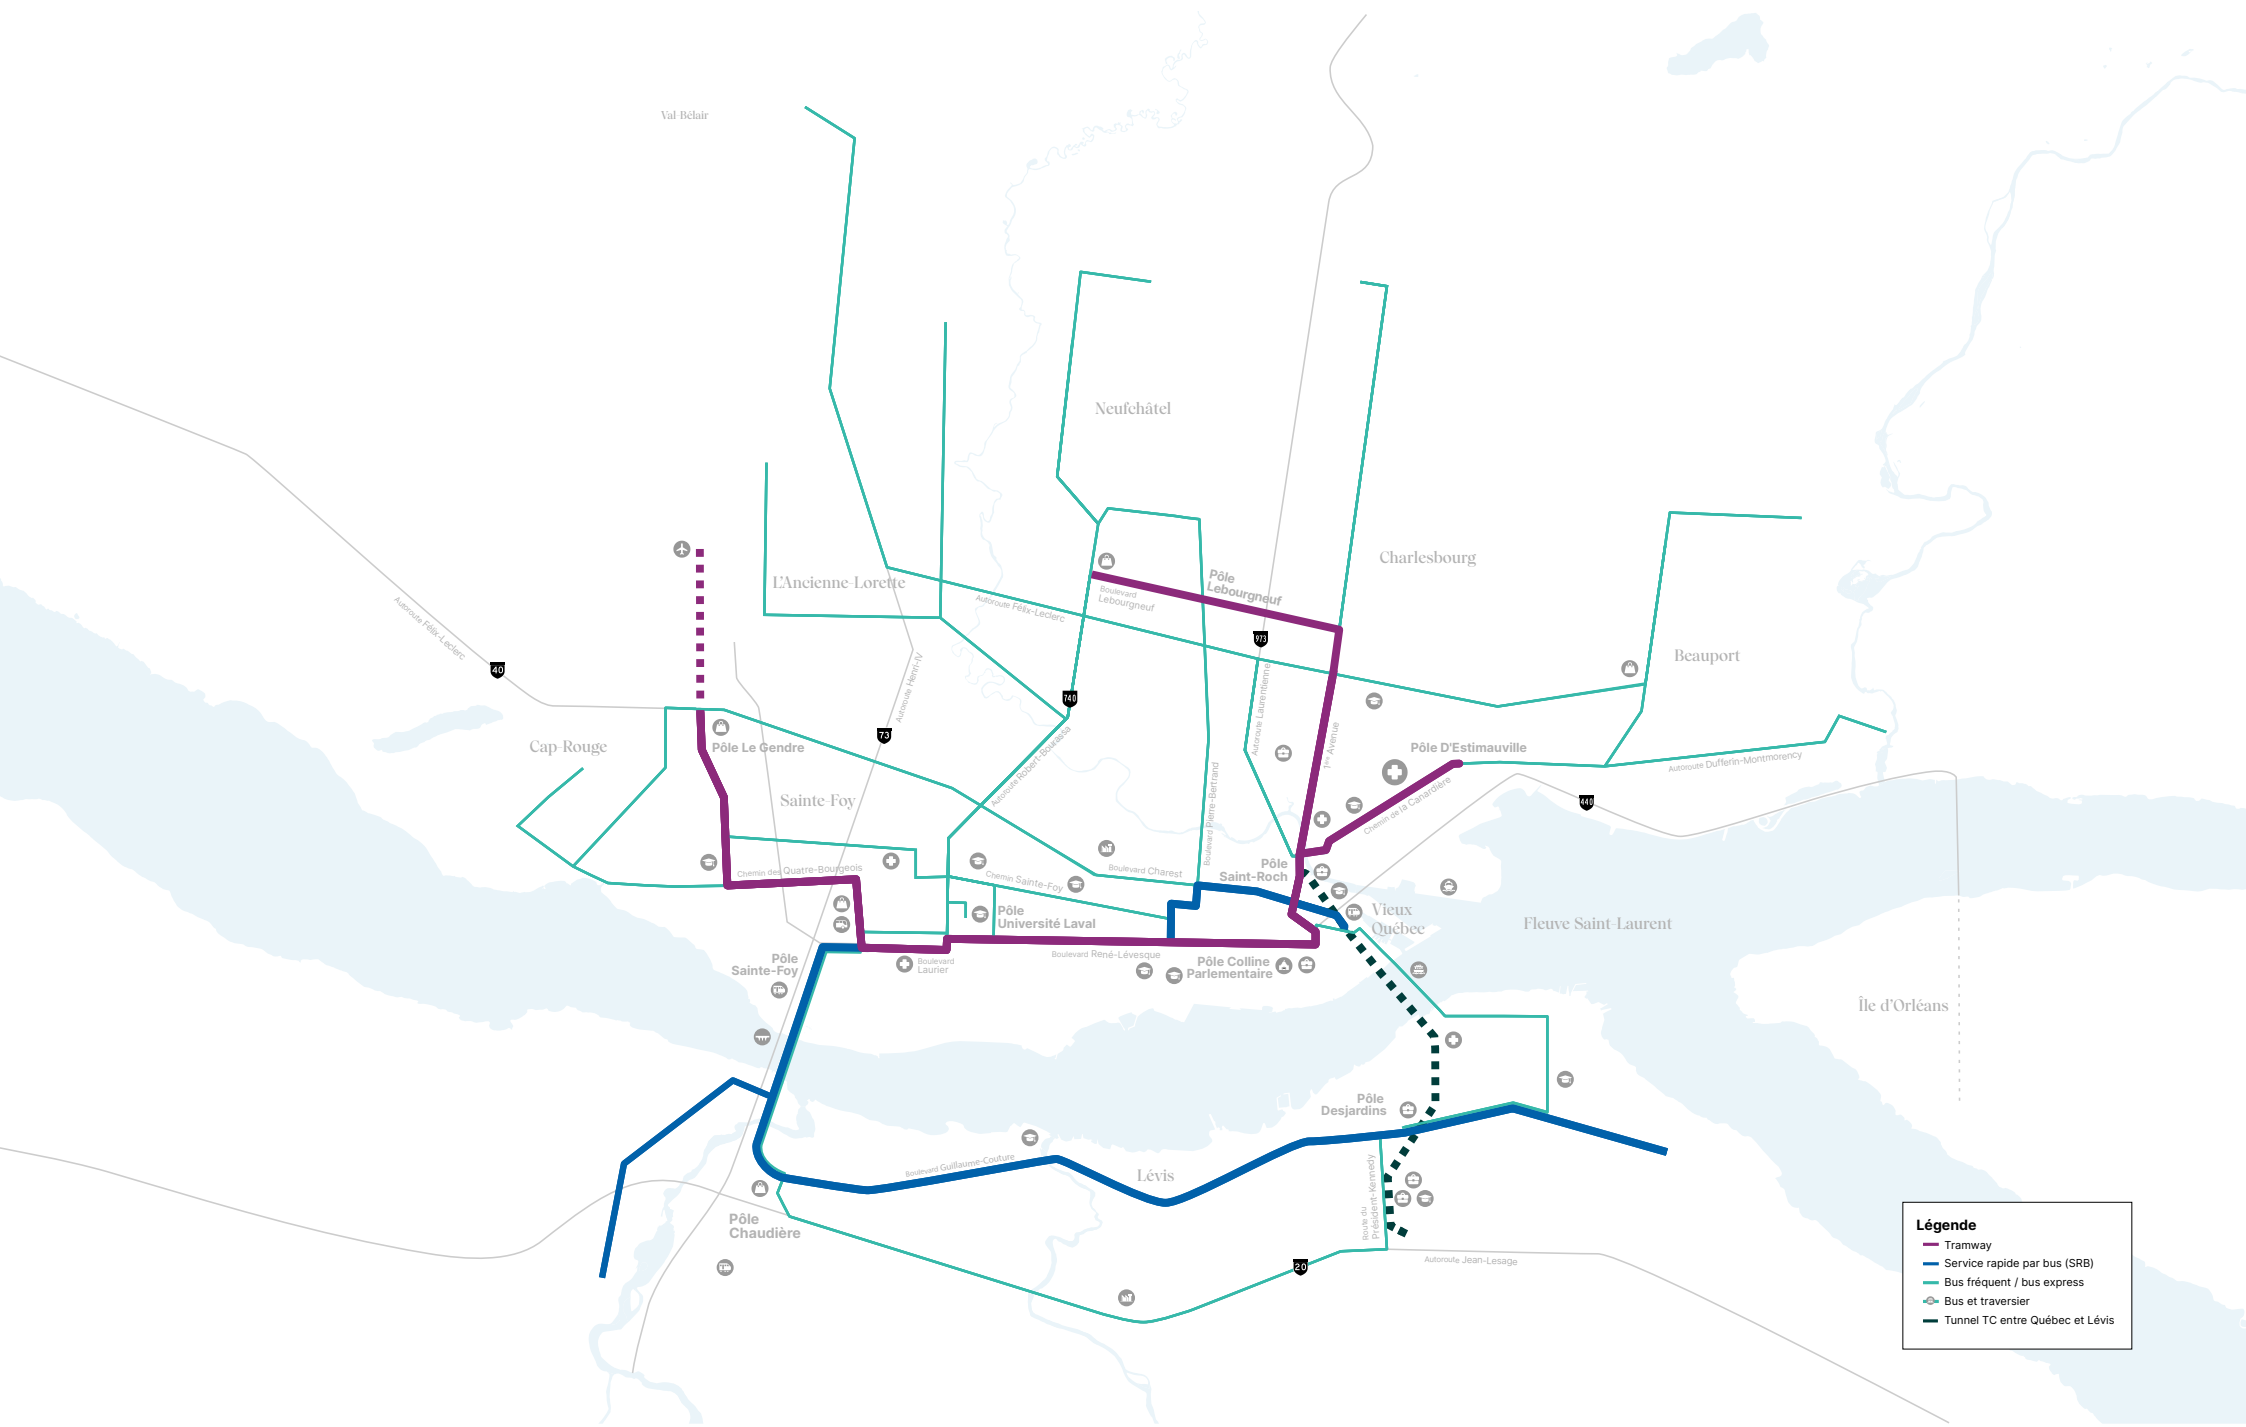 Val-Bélair
Neufchâtel
Charlesbourg
L'Ancienne-Lorette
Pôle
Lebourgneuf
Boulevard
Lebourgneuf
Autoroute Félix-Leclerc
Autoroute Félix-Leclerc
973
40
740
73
Autoroute Henri-IV
Autoroute Laurentienne
Beauport
Cap-Rouge
Pôle Le Gendre
Autoroute Robert-Bourassa
1ère Avenue
Pôle D'Estimauville
Autoroute Dufferin-Montmorency
Sainte-Foy
Boulevard Pierre-Bertrand
Chemin de la Canardière
440
Chemin des Quatre-Bourgeois
Chemin Sainte-Foy
Boulevard Charest
Pôle
Saint-Roch
Pôle
Université Laval
Vieux
Québec
Fleuve Saint-Laurent
Pôle
Sainte-Foy
Boulevard
Laurier
Boulevard René-Lévesque
Pôle Colline
Parlementaire
Île d'Orléans
Pôle
Desjardins
Boulevard Guillaume-Couture
Lévis
Route du
Président-Kennedy
Pôle
Chaudière
20
Autoroute Jean-Lesage
Légende
Tramway
Service rapide par bus (SRB)
Bus fréquent / bus express
Bus et traversier
Tunnel TC entre Québec et Lévis